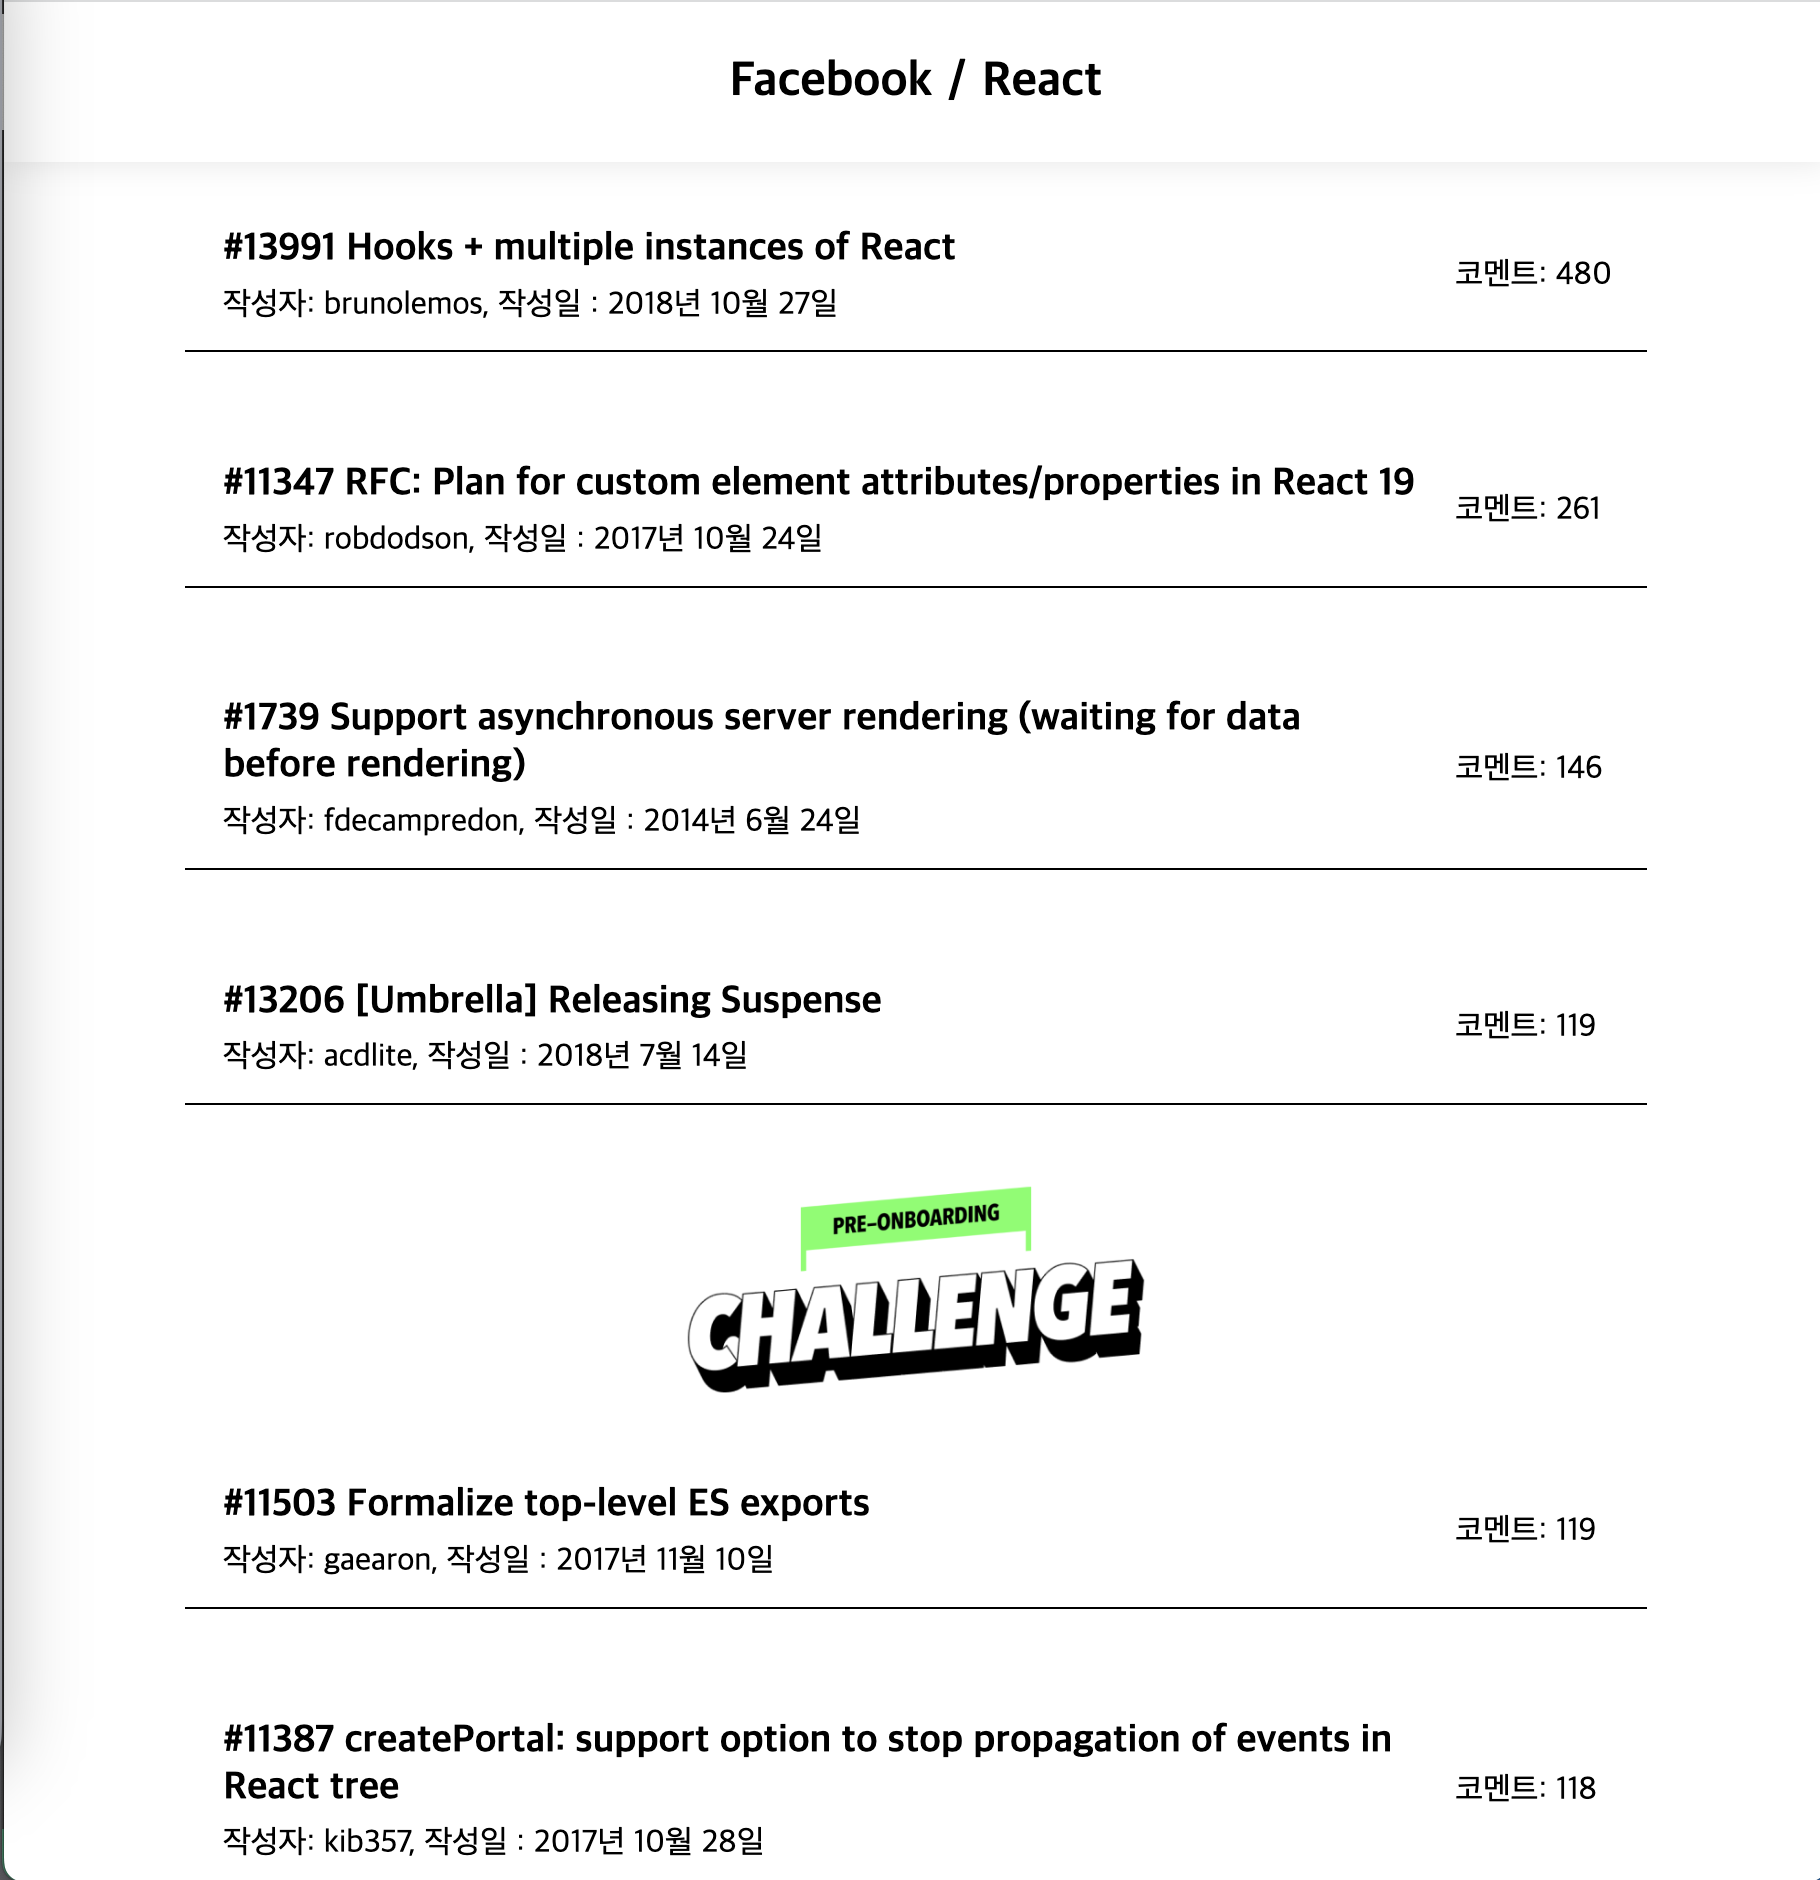 Facebook / React
#13991 Hooks + multiple instances of React
작성자: brunolemos, 작성일 : 2018년 10월 27일
코멘트: 480
#11347 RFC: Plan for custom element attributes/properties in React 19
작성자: robdodson, 작성일 : 2017년 10월 24일
코멘트: 261
#1739 Support asynchronous server rendering (waiting for data
before rendering)
작성자: fdecampredon, 작성일 : 2014년 6월 24일
코멘트: 146
#13206 [Umbrella] Releasing Suspense
작성자: acdlite, 작성일 : 2018년 7월 14일
코멘트: 119
PRE-ONBOARDING
CHALLENGE
#11503 Formalize top-level ES exports
작성자: gaearon, 작성일 : 2017년 11월 10일
코멘트: 119
#11387 createPortal: support option to stop propagation of events in
React tree
작성자: kib357, 작성일 : 2017년 10월 28일
코멘트: 118